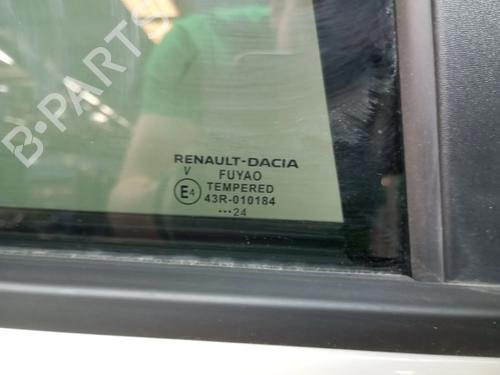 B-PARTS
RENAULT-DACIA
V FUYAO
E4 TEMPERED
43R-010184
•••24